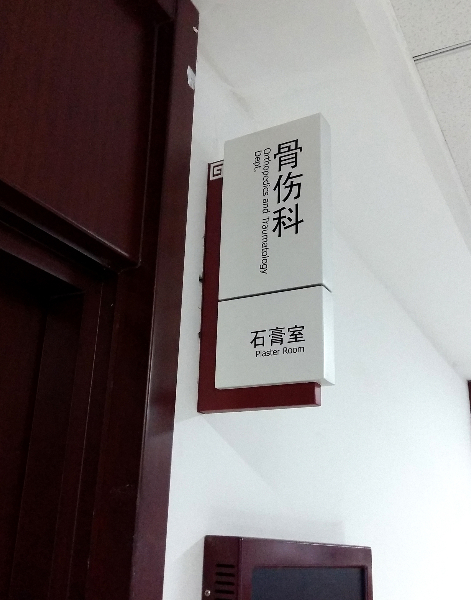 骨伤科
Orthopedics and Traumatology
Dept.
石膏室
Plaster Room